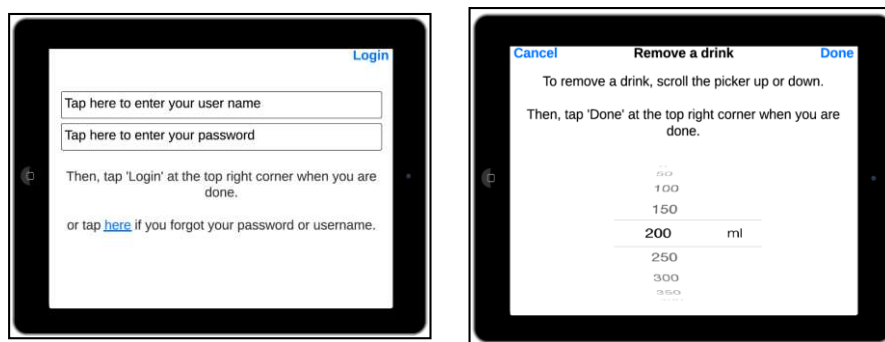 Login
Tap here to enter your user name
Tap here to enter your password
Then, tap 'Login' at the top right corner when you are
done.
or tap here if you forgot your password or username.
Cancel Remove a drink Done
To remove a drink, scroll the picker up or down.
Then, tap 'Done' at the top right corner when you are
done.
50
100
150
200 ml
250
300
350